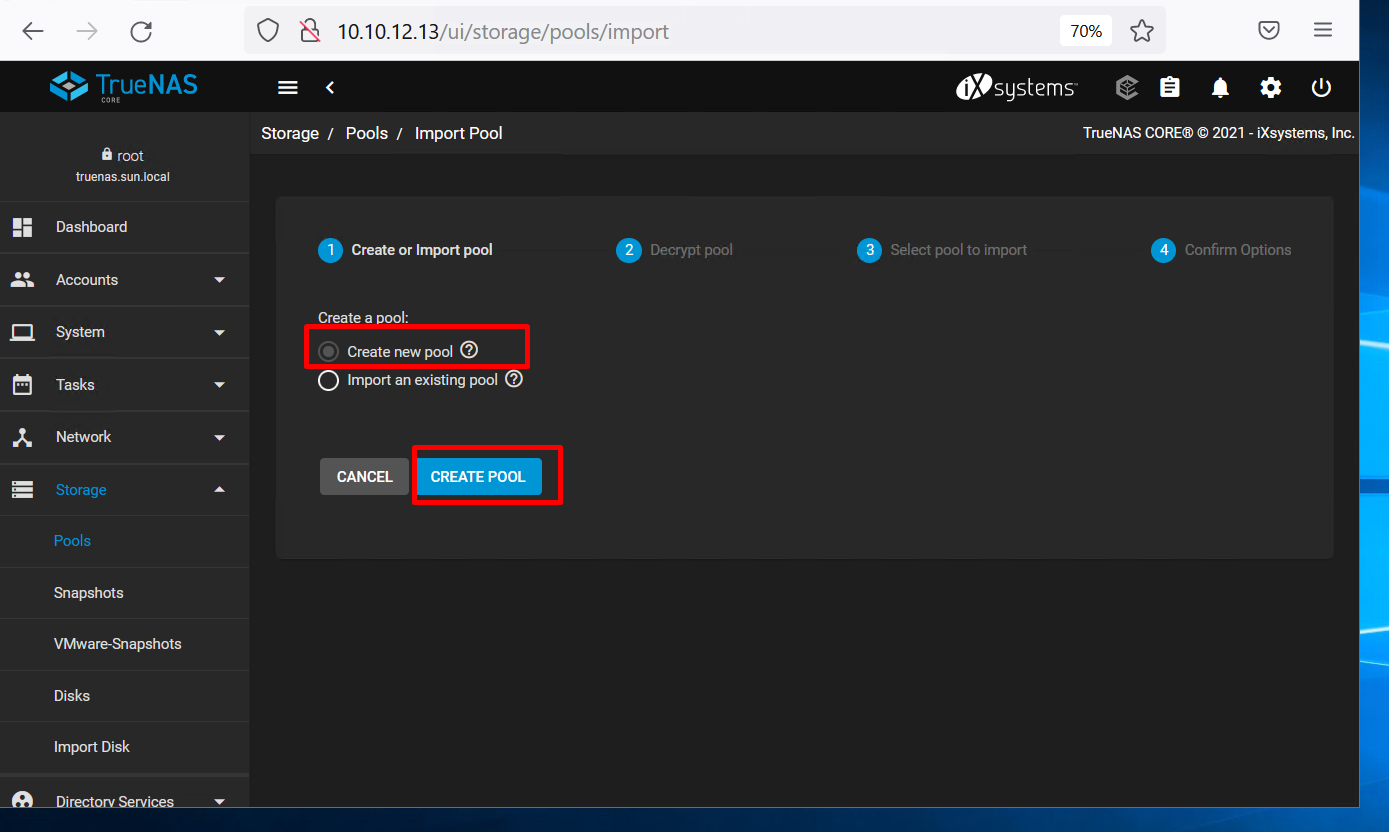 10.10.12.13/ui/storage/pools/import
70%
TrueNAS
CORE
iXsystems™
Storage / Pools / Import Pool
TrueNAS CORE® © 2021 - iXsystems, Inc.
root
truenas.sun.local
Dashboard
Accounts
System
Tasks
Network
Storage
Pools
Snapshots
VMware-Snapshots
Disks
Import Disk
Directory Services
1 Create or Import pool
2 Decrypt pool
3 Select pool to import
4 Confirm Options
Create a pool:
Create new pool ?
Import an existing pool ?
CANCEL
CREATE POOL